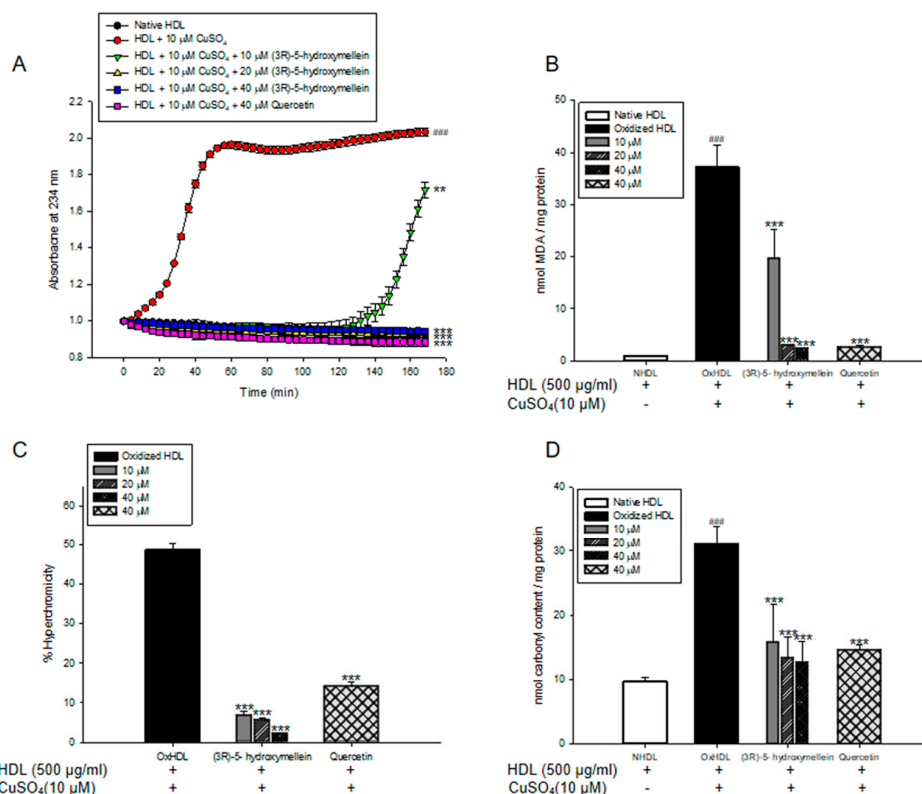 A
Native HDL
HDL + 10 μM CuSO₄
HDL + 10 μM CuSO₄ + 10 μM (3R)-5-hydroxymellein
HDL + 10 μM CuSO₄ + 20 μM (3R)-5-hydroxymellein
HDL + 10 μM CuSO₄ + 40 μM (3R)-5-hydroxymellein
HDL + 10 μM CuSO₄ + 40 μM Quercetin
Absorbacne at 234 nm
2.2
2.0
1.8
1.6
1.4
1.2
1.0
0.8
###
**
***
***
***
0 20 40 60 80 100 120 140 160 180
Time (min)
B
Native HDL
Oxidized HDL
10 μM
20 μM
40 μM
40 μM
nmol MDA / mg protein
50
40
30
20
10
0
###
***
*** ***
***
NHDL OxHDL (3R)-5- hydroxymellein Quercetin
HDL (500 μg/ml) + + + +
CuSO₄(10 μM) - + + +
C
Oxidized HDL
10 μM
20 μM
40 μM
40 μM
% Hyperchromicity
60
50
40
30
20
10
0
*** *** ***
***
OxHDL (3R)-5- hydroxymellein Quercetin
HDL (500 μg/ml) + + +
CuSO₄(10 μM) + + +
D
Native HDL
Oxidized HDL
10 μM
20 μM
40 μM
40 μM
nmol carbonyl content / mg protein
40
30
20
10
0
###
***
*** ***
***
NHDL OxHDL (3R)-5- hydroxymellein Quercetin
HDL (500 μg/ml) + + + +
CuSO₄(10 μM) - + + +